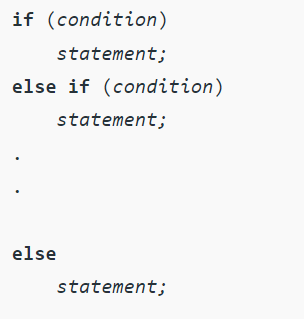 if (condition)
    statement;
else if (condition)
    statement;
.
.
else
    statement;